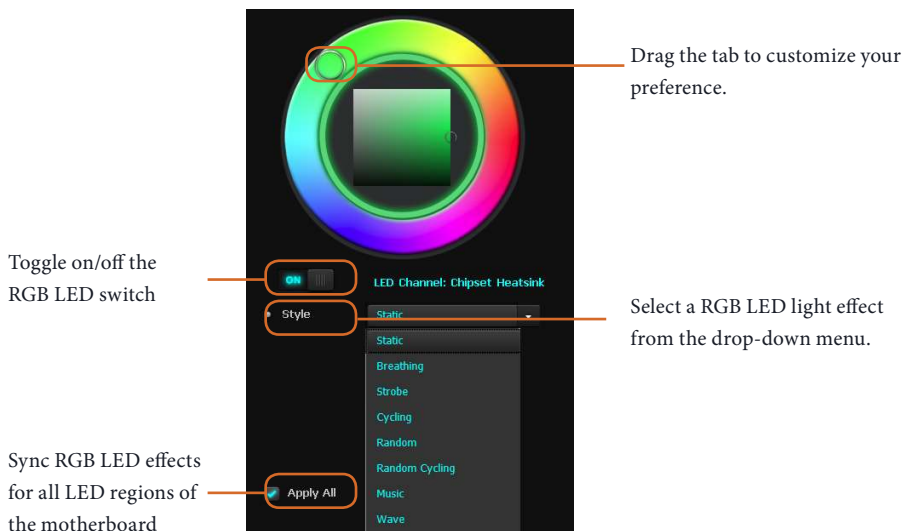 Drag the tab to customize your
preference.
Toggle on/off the
RGB LED switch
ON
LED Channel: Chipset Heatsink
Style
Static
Select a RGB LED light effect
from the drop-down menu.
Static
Breathing
Strobe
Cycling
Random
Random Cycling
Music
Wave
Sync RGB LED effects
for all LED regions of
the motherboard
Apply All